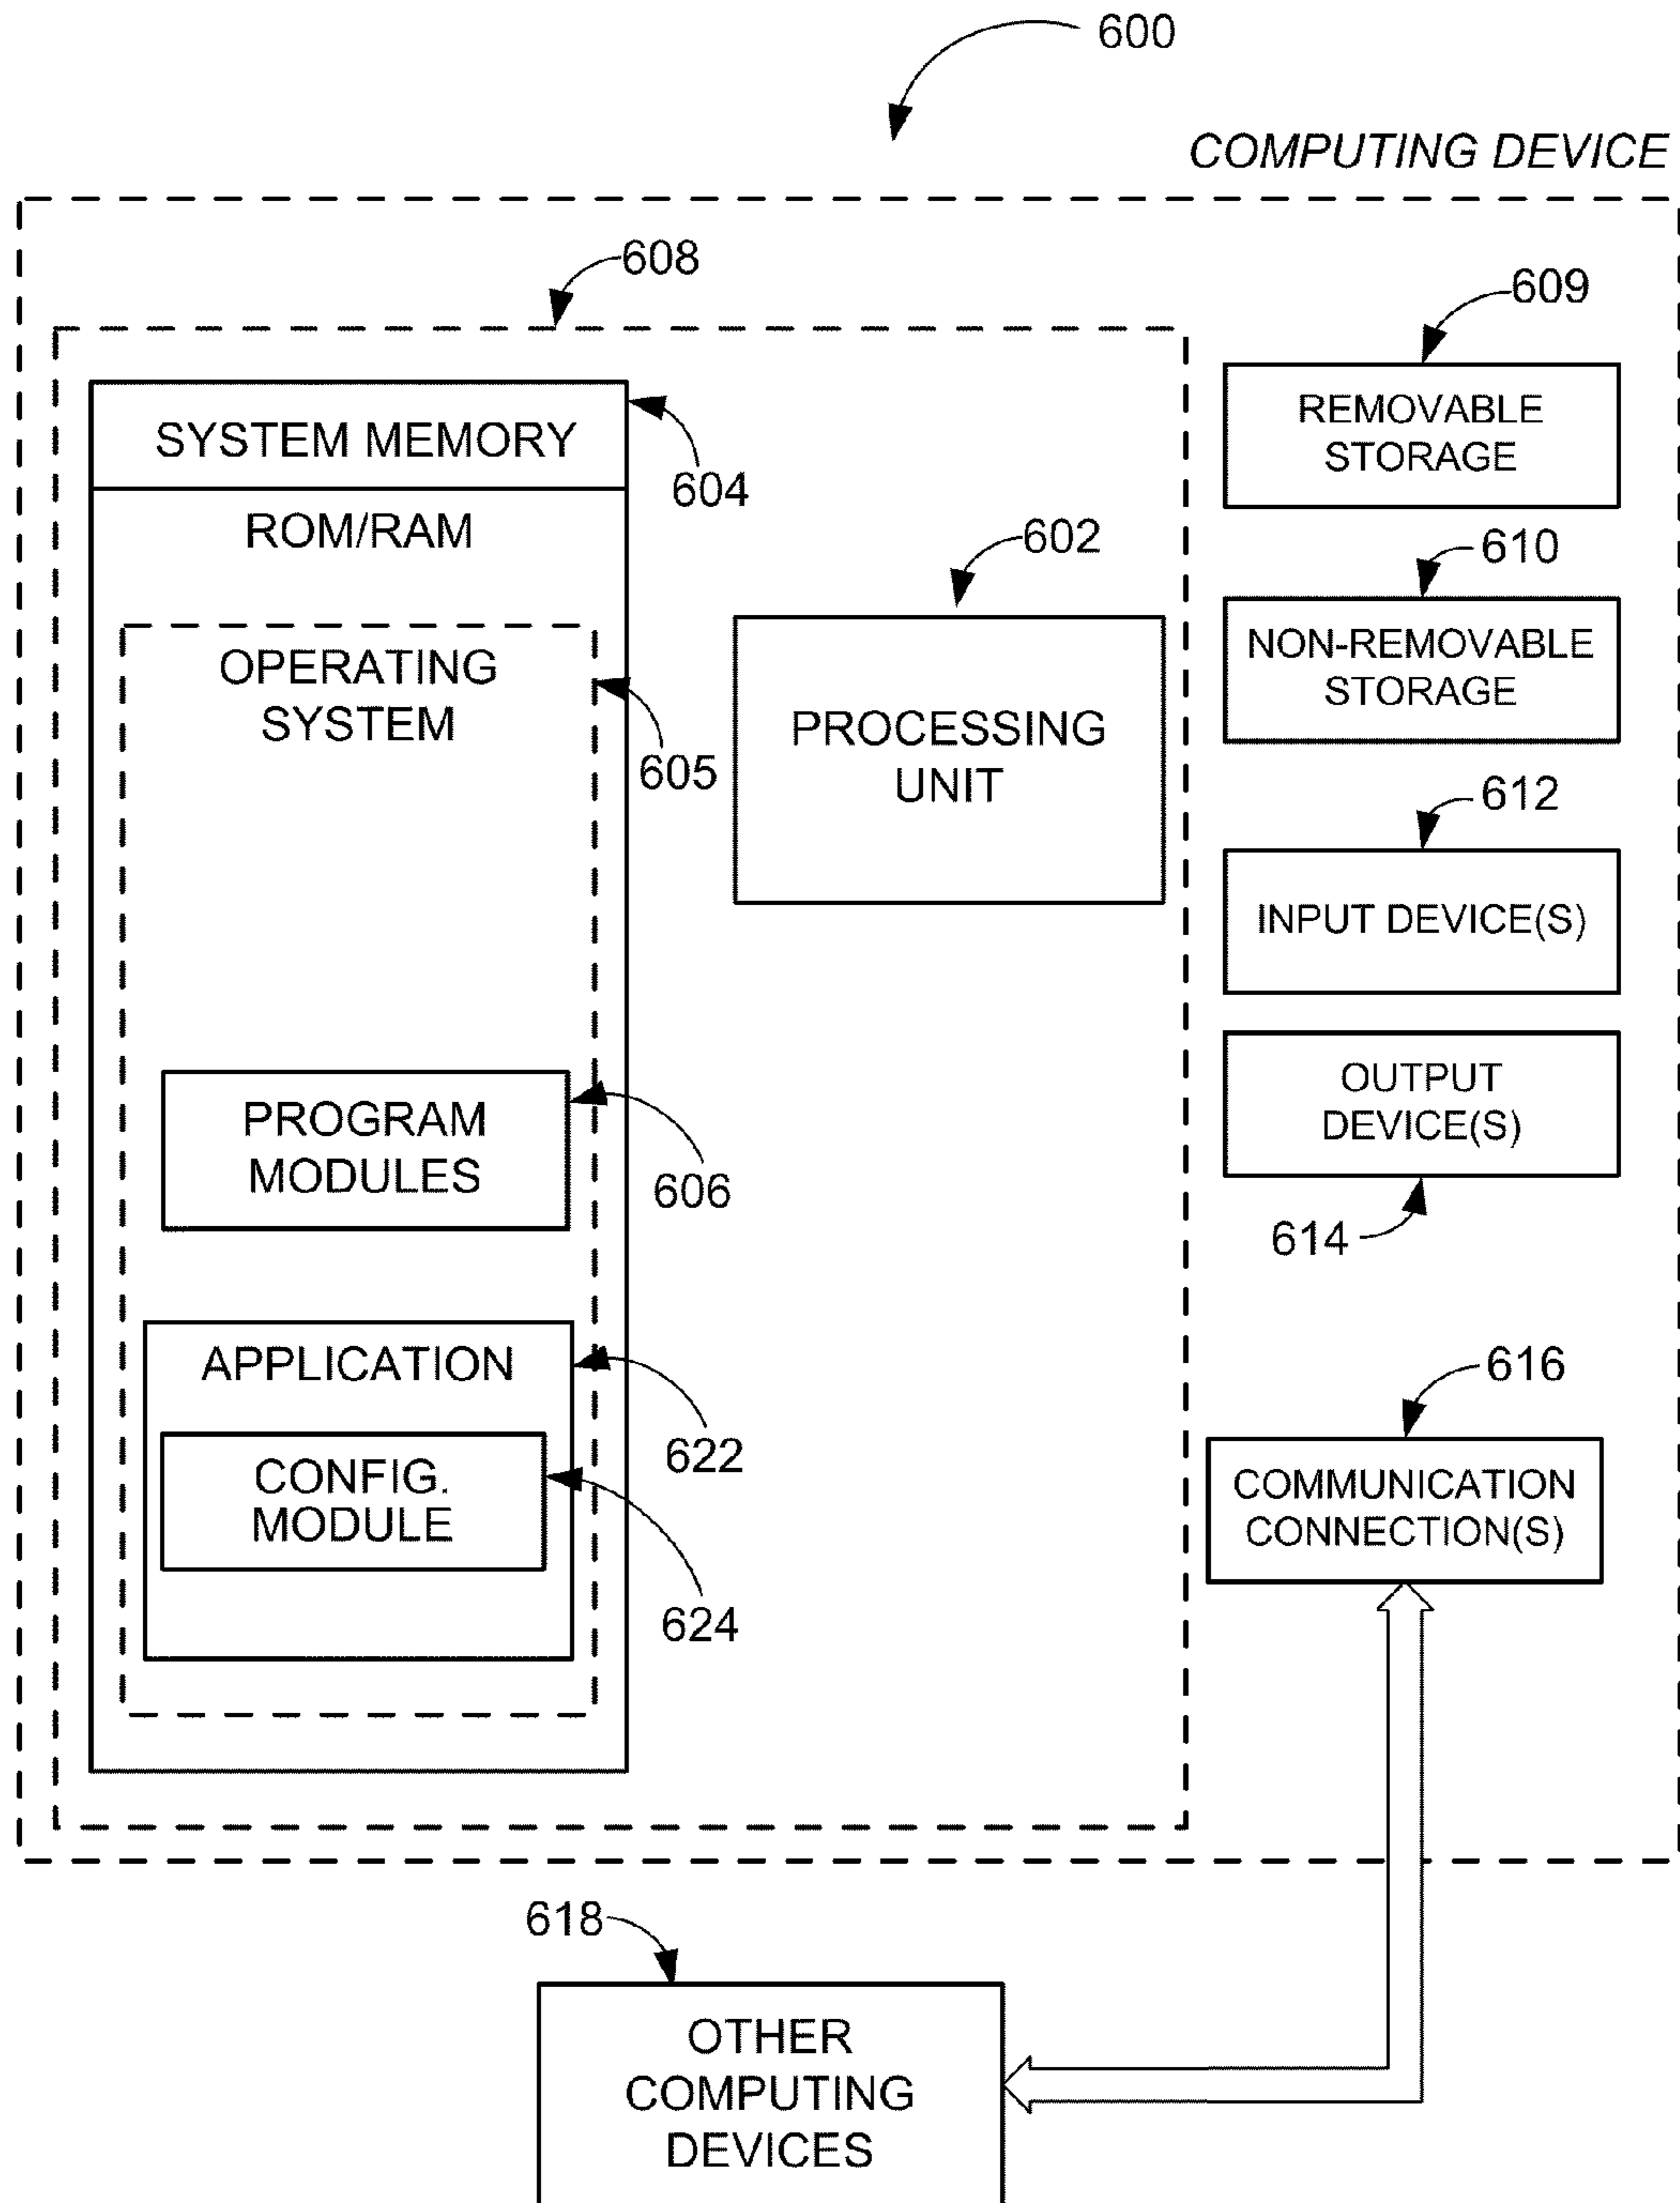 600
COMPUTING DEVICE
608
609
SYSTEM MEMORY
604
ROM/RAM
OPERATING
SYSTEM
605
PROGRAM
MODULES
606
APPLICATION
622
CONFIG.
MODULE
624
602
PROCESSING
UNIT
REMOVABLE
STORAGE
610
NON-REMOVABLE
STORAGE
612
INPUT DEVICE(S)
OUTPUT
DEVICE(S)
614
616
COMMUNICATION
CONNECTION(S)
618
OTHER
COMPUTING
DEVICES